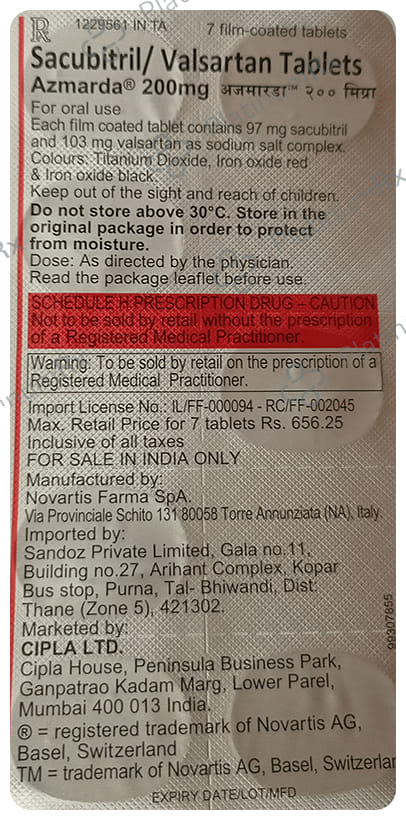 Rx
1229561 IN TA
7 film-coated tablets
Sacubitril/ Valsartan Tablets
Azmarda® 200mg अजमारडा™ २०० मिग्रा
For oral use
Each film coated tablet contains 97 mg sacubitril
and 103 mg valsartan as sodium salt complex.
Colours: Titanium Dioxide, Iron oxide red
& Iron oxide black.
Keep out of the sight and reach of children.
Do not store above 30°C. Store in the
original package in order to protect
from moisture.
Dose: As directed by the physician.
Read the package leaflet before use.
SCHEDULE H PRESCRIPTION DRUG – CAUTION
Not to be sold by retail without the prescription
of a Registered Medical Practitioner.
Warning: To be sold by retail on the prescription of a
Registered Medical Practitioner.
Import License No.: IL/FF-000094 - RC/FF-002045
Max. Retail Price for 7 tablets Rs. 656.25
Inclusive of all taxes
FOR SALE IN INDIA ONLY
Manufactured by:
Novartis Farma SpA.
Via Provinciale Schito 131 80058 Torre Annunziata (NA), Italy.
Imported by:
Sandoz Private Limited, Gala no.11,
Building no.27, Arihant Complex, Kopar
Bus stop, Purna, Tal- Bhiwandi, Dist:
Thane (Zone 5), 421302.
Marketed by:
CIPLA LTD.
Cipla House, Peninsula Business Park,
Ganpatrao Kadam Marg, Lower Parel,
Mumbai 400 013 India.
® = registered trademark of Novartis AG,
Basel, Switzerland
TM = trademark of Novartis AG, Basel, Switzerlar
99307855
EXPIRY DATE/LOT/MFD